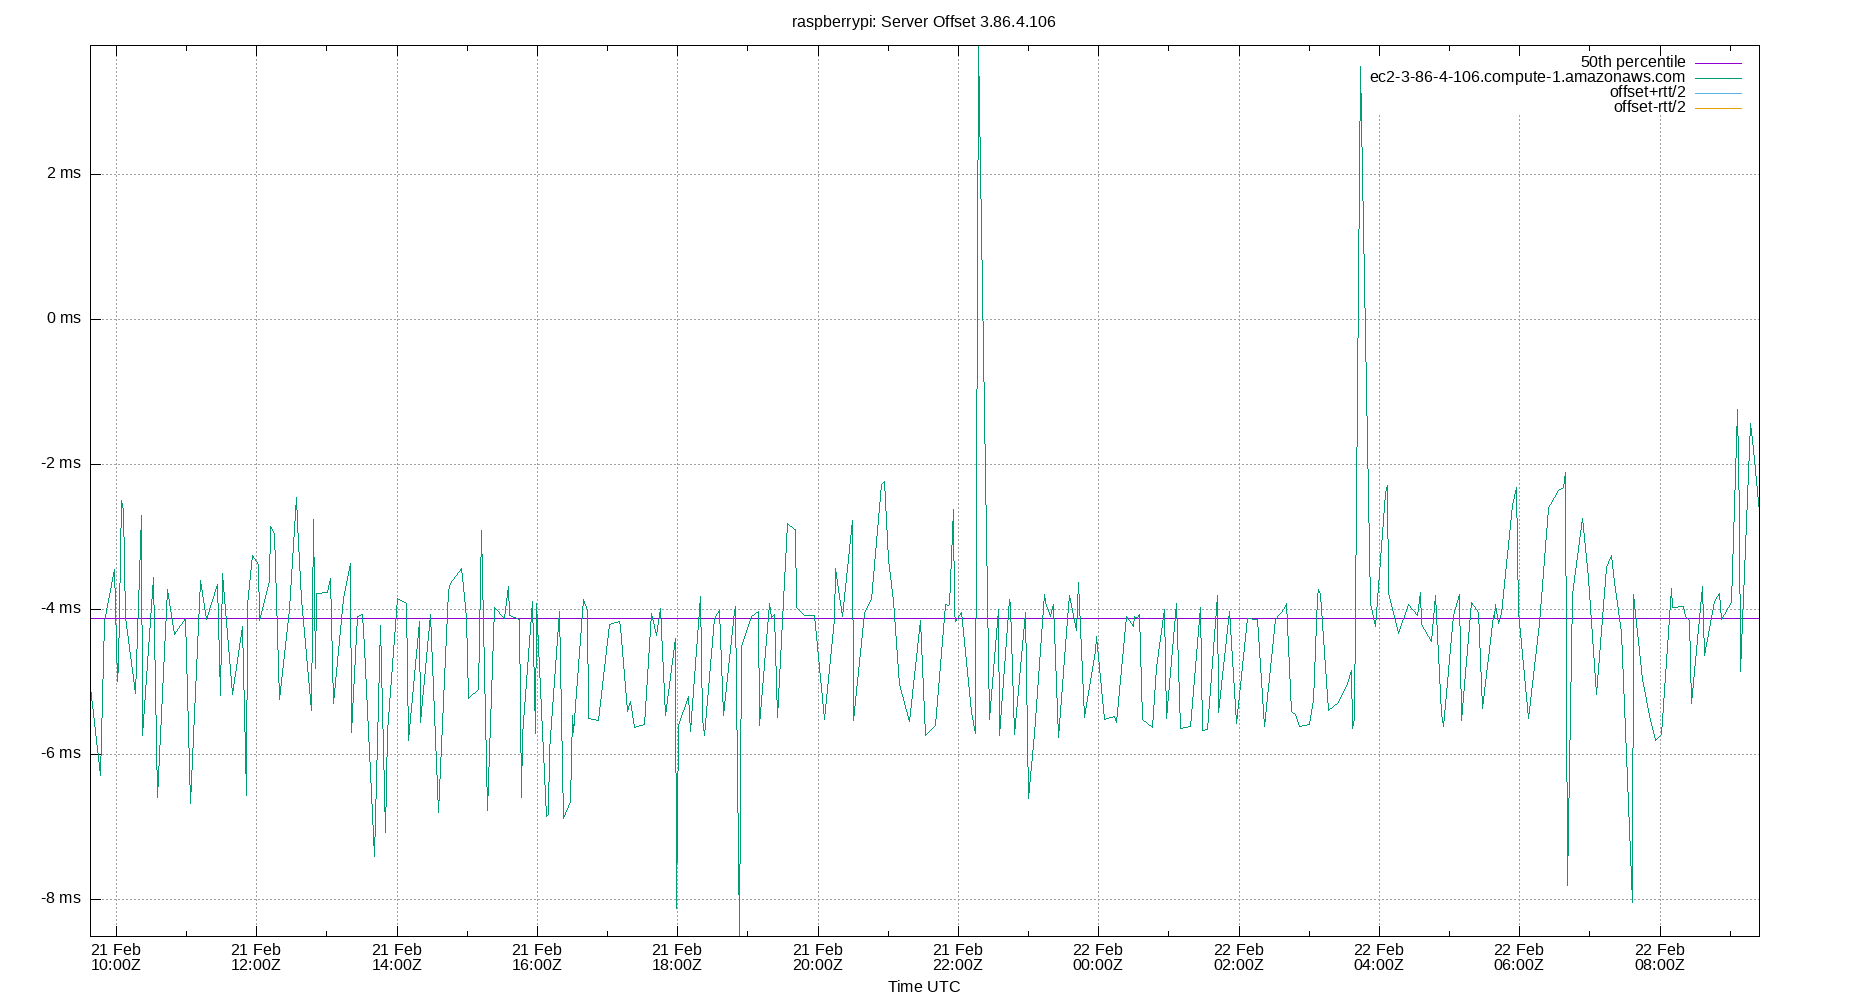 raspberrypi: Server Offset 3.86.4.106
50th percentile
ec2-3-86-4-106.compute-1.amazonaws.com
offset+rtt/2
offset-rtt/2
2 ms
0 ms
-2 ms
-4 ms
-6 ms
-8 ms
21 Feb 21 Feb 21 Feb 21 Feb 21 Feb 21 Feb 21 Feb 22 Feb 22 Feb 22 Feb 22 Feb 22 Feb
10:00Z 12:00Z 14:00Z 16:00Z 18:00Z 20:00Z 22:00Z 00:00Z 02:00Z 04:00Z 06:00Z 08:00Z
Time UTC